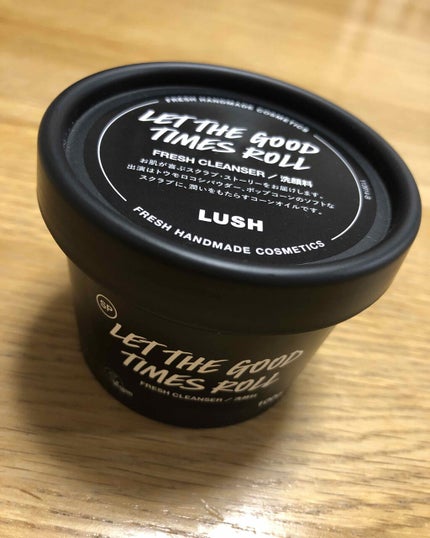 FRESH HANDMADE COSMETICS
LET THE GOOD
TIMES ROLL
FRESH CLEANSER / 洗顔料
お肌が喜ぶスクラブ・ストーリーをお届けします。
出演はトウモロコシパウダー、ポップコーンのソフトな
スクラブに、潤いをもたらすコーンオイルです。
LUSH
FRESH HANDMADE COSMETICS
SP
LET THE GOOD
TIMES ROLL
FRESH CLEANSER / 洗顔料
100g